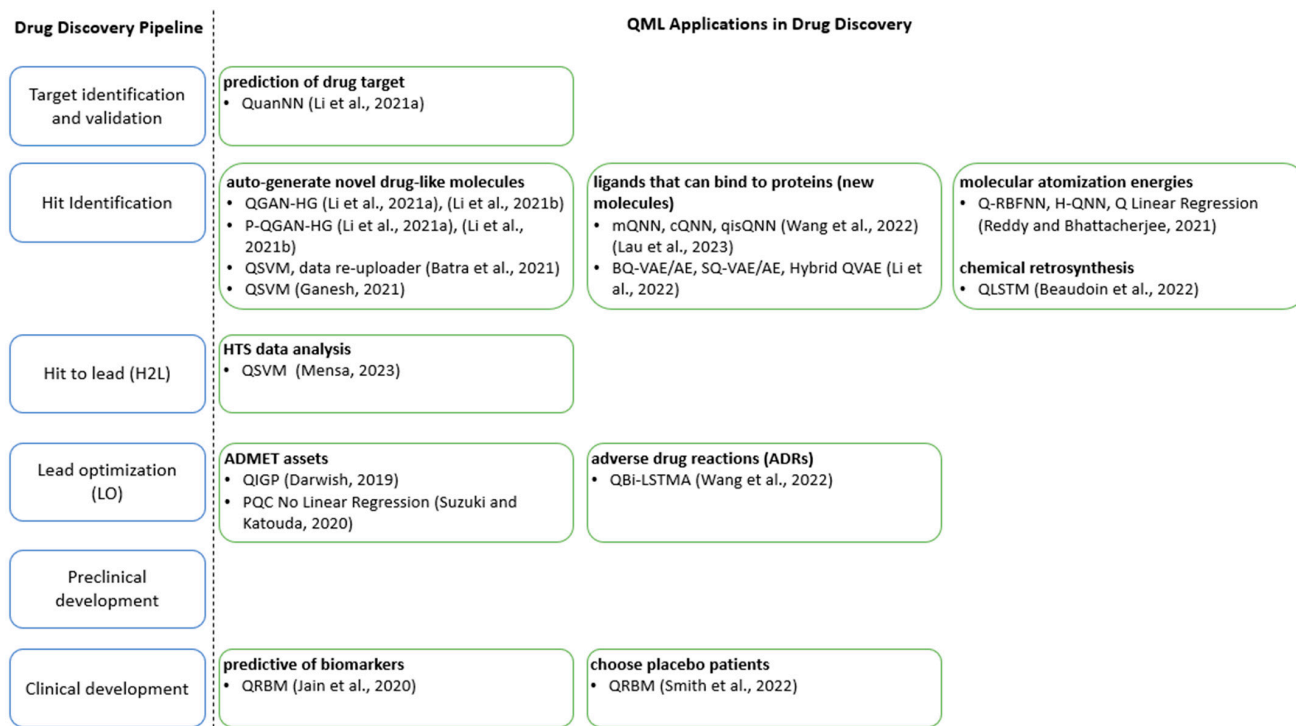 Drug Discovery Pipeline
QML Applications in Drug Discovery
Target identification
and validation
prediction of drug target
• QuanNN (Li et al., 2021a)
Hit Identification
auto-generate novel drug-like molecules
• QGAN-HG (Li et al., 2021a), (Li et al., 2021b)
• P-QGAN-HG (Li et al., 2021a), (Li et al.,
2021b)
• QSVM, data re-uploader (Batra et al., 2021)
• QSVM (Ganesh, 2021)
ligands that can bind to proteins (new
molecules)
• mQNN, cQNN, qisQNN (Wang et al., 2022)
(Lau et al., 2023)
• BQ-VAE/AE, SQ-VAE/AE, Hybrid QVAE (Li et
al., 2022)
molecular atomization energies
• Q-RBFNN, H-QNN, Q Linear Regression
(Reddy and Bhattacherjee, 2021)
chemical retrosynthesis
• QLSTM (Beaudoin et al., 2022)
Hit to lead (H2L)
HTS data analysis
• QSVM (Mensa, 2023)
Lead optimization
(LO)
ADMET assets
• QIGP (Darwish, 2019)
• PQC No Linear Regression (Suzuki and
Katouda, 2020)
adverse drug reactions (ADRs)
• QBi-LSTMA (Wang et al., 2022)
Preclinical
development
Clinical development
predictive of biomarkers
• QRBM (Jain et al., 2020)
choose placebo patients
• QRBM (Smith et al., 2022)